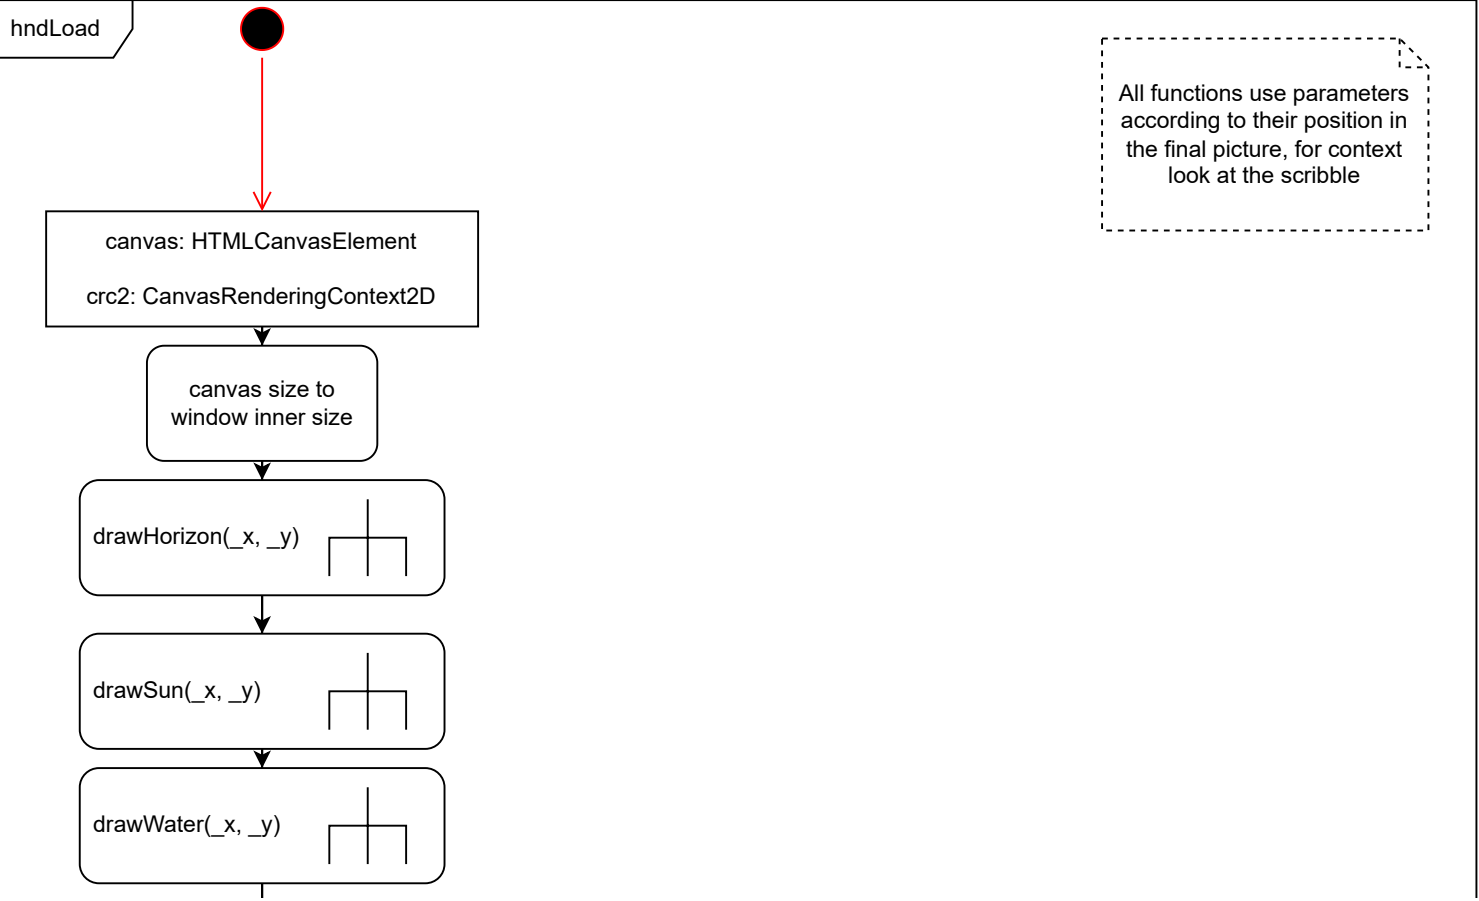 hndLoad
All functions use parameters
according to their position in
the final picture, for context
look at the scribble
canvas: HTMLCanvasElement
crc2: CanvasRenderingContext2D
canvas size to
window inner size
drawHorizon(_x, _y)
drawSun(_x, _y)
drawWater(_x, _y)